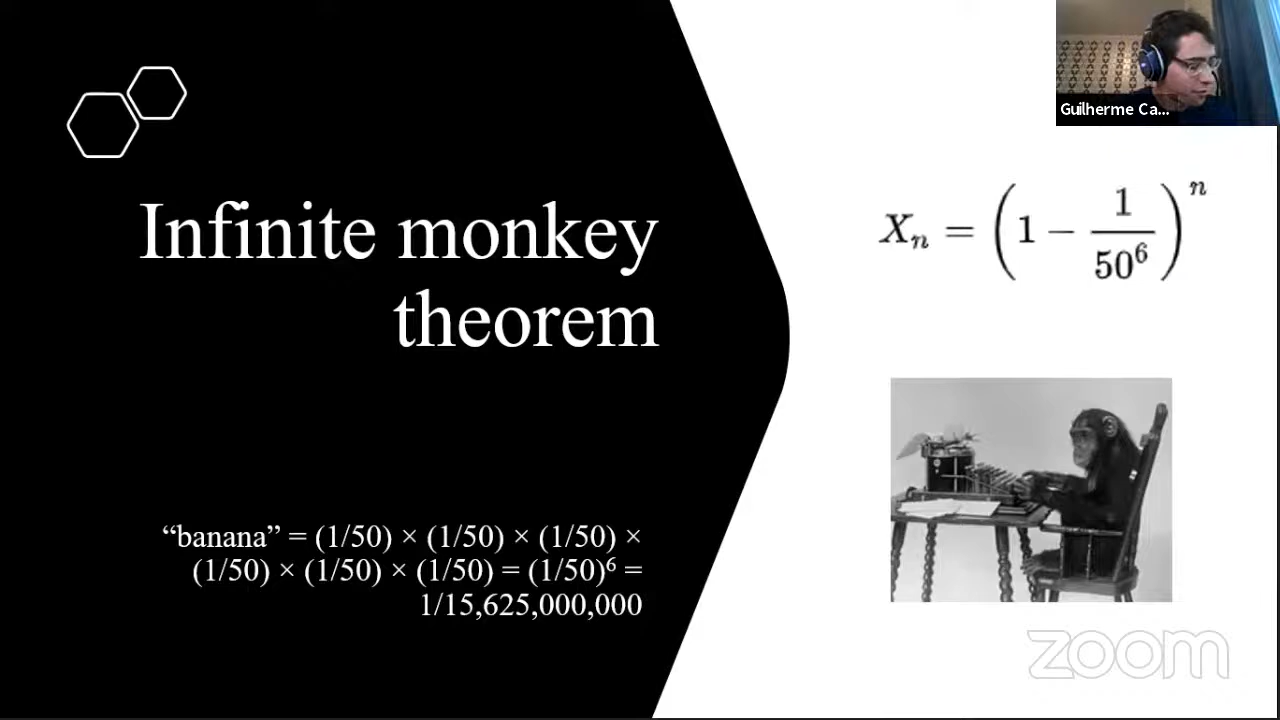 Guilherme Ca...
Infinite monkey
theorem
Xₙ = (1 − 1/50⁶)ⁿ
“banana” = (1/50) × (1/50) × (1/50) ×
(1/50) × (1/50) × (1/50) = (1/50)⁶ =
1/15,625,000,000
zoom